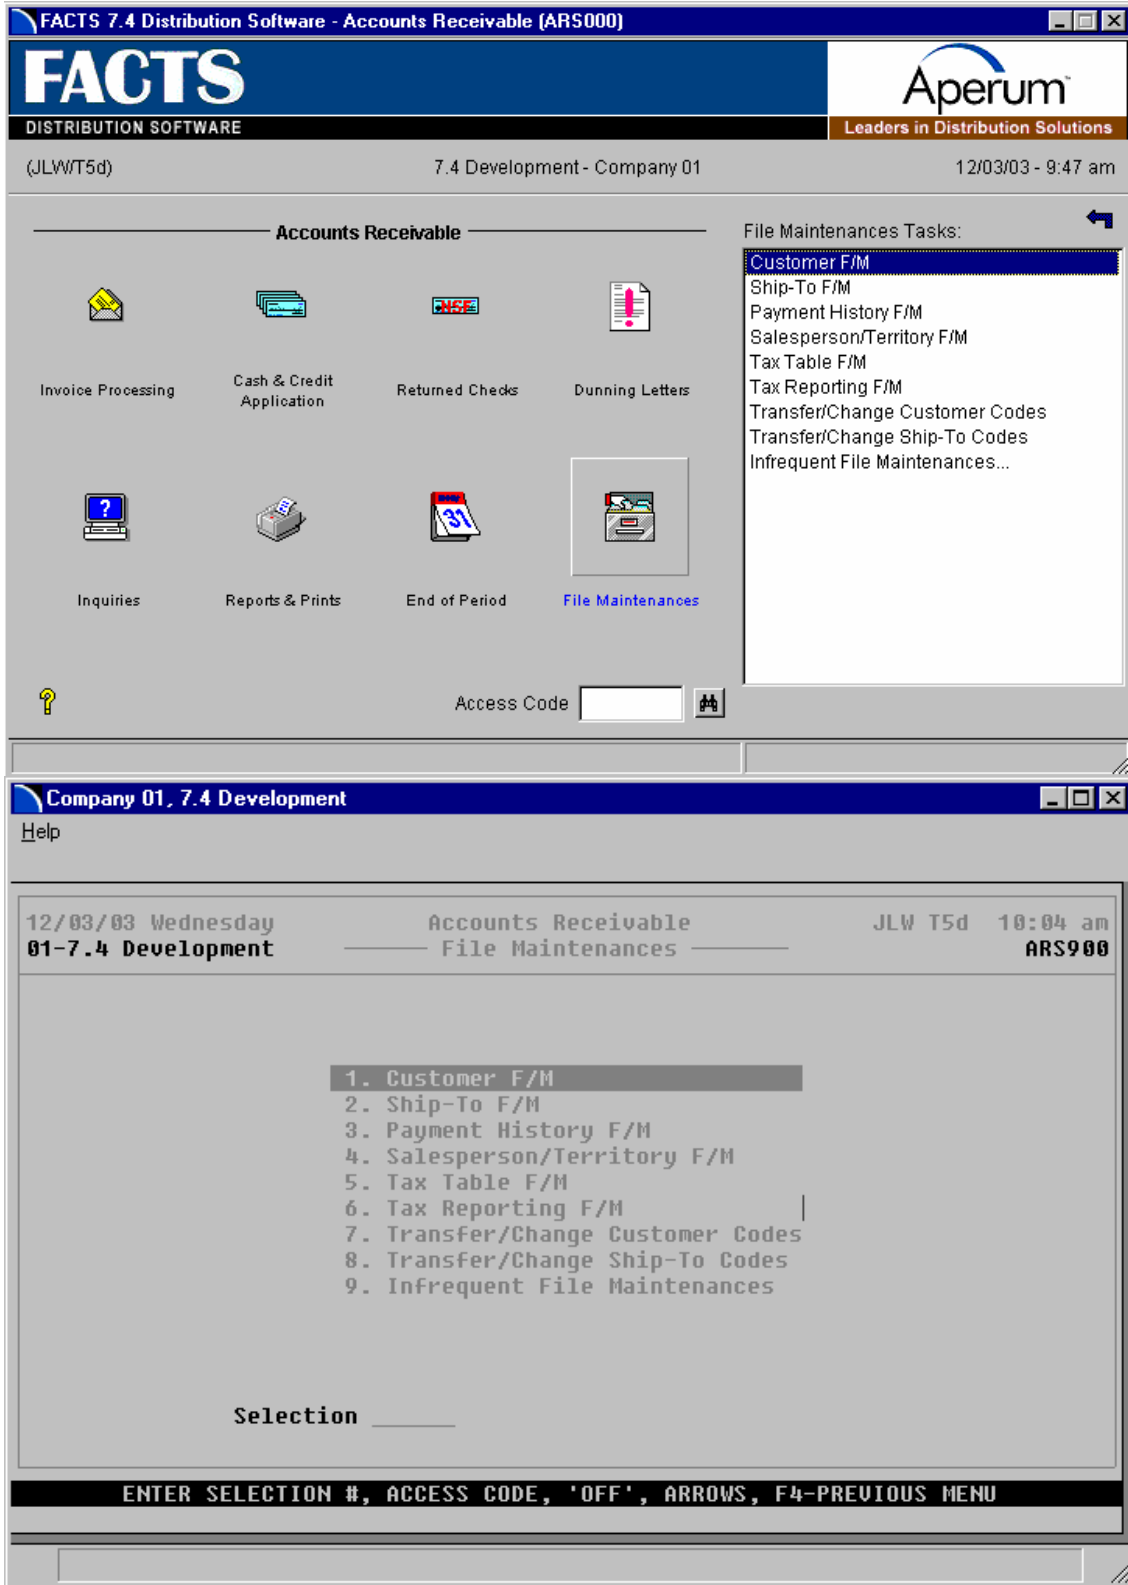 FACTS 7.4 Distribution Software - Accounts Receivable (ARS000)
FACTS
DISTRIBUTION SOFTWARE
Aperum™
Leaders in Distribution Solutions
(JLW/T5d) 7.4 Development - Company 01 12/03/03 - 9:47 am
Accounts Receivable
Invoice Processing
Cash & Credit
Application
NSF
Returned Checks
Dunning Letters
?
Inquiries
Reports & Prints
31
End of Period
File Maintenances
File Maintenances Tasks:
Customer F/M
Ship-To F/M
Payment History F/M
Salesperson/Territory F/M
Tax Table F/M
Tax Reporting F/M
Transfer/Change Customer Codes
Transfer/Change Ship-To Codes
Infrequent File Maintenances...
?
Access Code
Company 01, 7.4 Development
Help
12/03/03 Wednesday Accounts Receivable JLW T5d 10:04 am
01-7.4 Development File Maintenances ARS900
1. Customer F/M
2. Ship-To F/M
3. Payment History F/M
4. Salesperson/Territory F/M
5. Tax Table F/M
6. Tax Reporting F/M
7. Transfer/Change Customer Codes
8. Transfer/Change Ship-To Codes
9. Infrequent File Maintenances
Selection ______
ENTER SELECTION #, ACCESS CODE, 'OFF', ARROWS, F4-PREVIOUS MENU